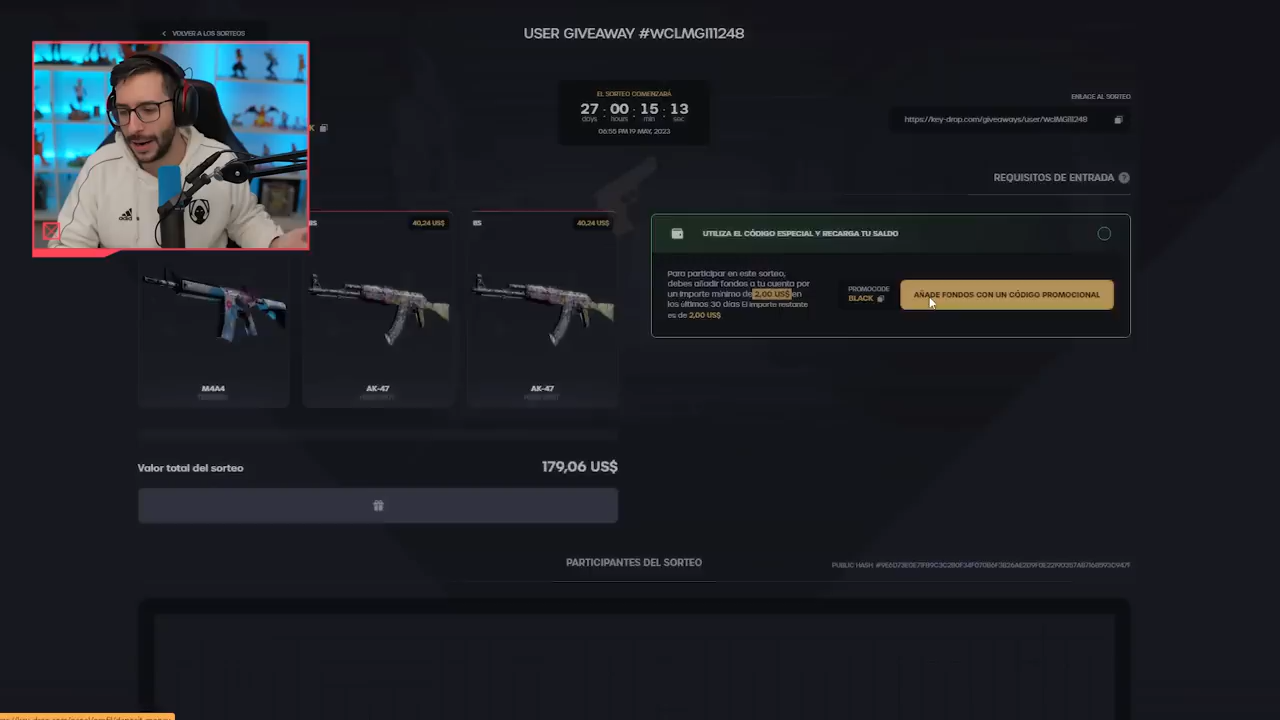 VOLVER A LOS SORTEOS
USER GIVEAWAY #WCLMGI11248
EL SORTEO COMENZARÁ
27 : 00 : 15 : 13
days hours min sec
06:55 PM 19 MAY, 2023
ENLACE AL SORTEO
https://key-drop.com/giveaways/user/WclMGI11248
K
REQUISITOS DE ENTRADA ?
BS
40,24 US$
BS
40,24 US$
UTILIZA EL CÓDIGO ESPECIAL Y RECARGA TU SALDO
Para participar en este sorteo,
debes añadir fondos a tu cuenta por
un importe mínimo de 2,00 US$ en
los últimos 30 días El importe restante
es de 2,00 US$
PROMOCODE
BLACK
AÑADE FONDOS CON UN CÓDIGO PROMOCIONAL
M4A4
AK-47
AK-47
Valor total del sorteo
179,06 US$
PARTICIPANTES DEL SORTEO
PUBLIC HASH: